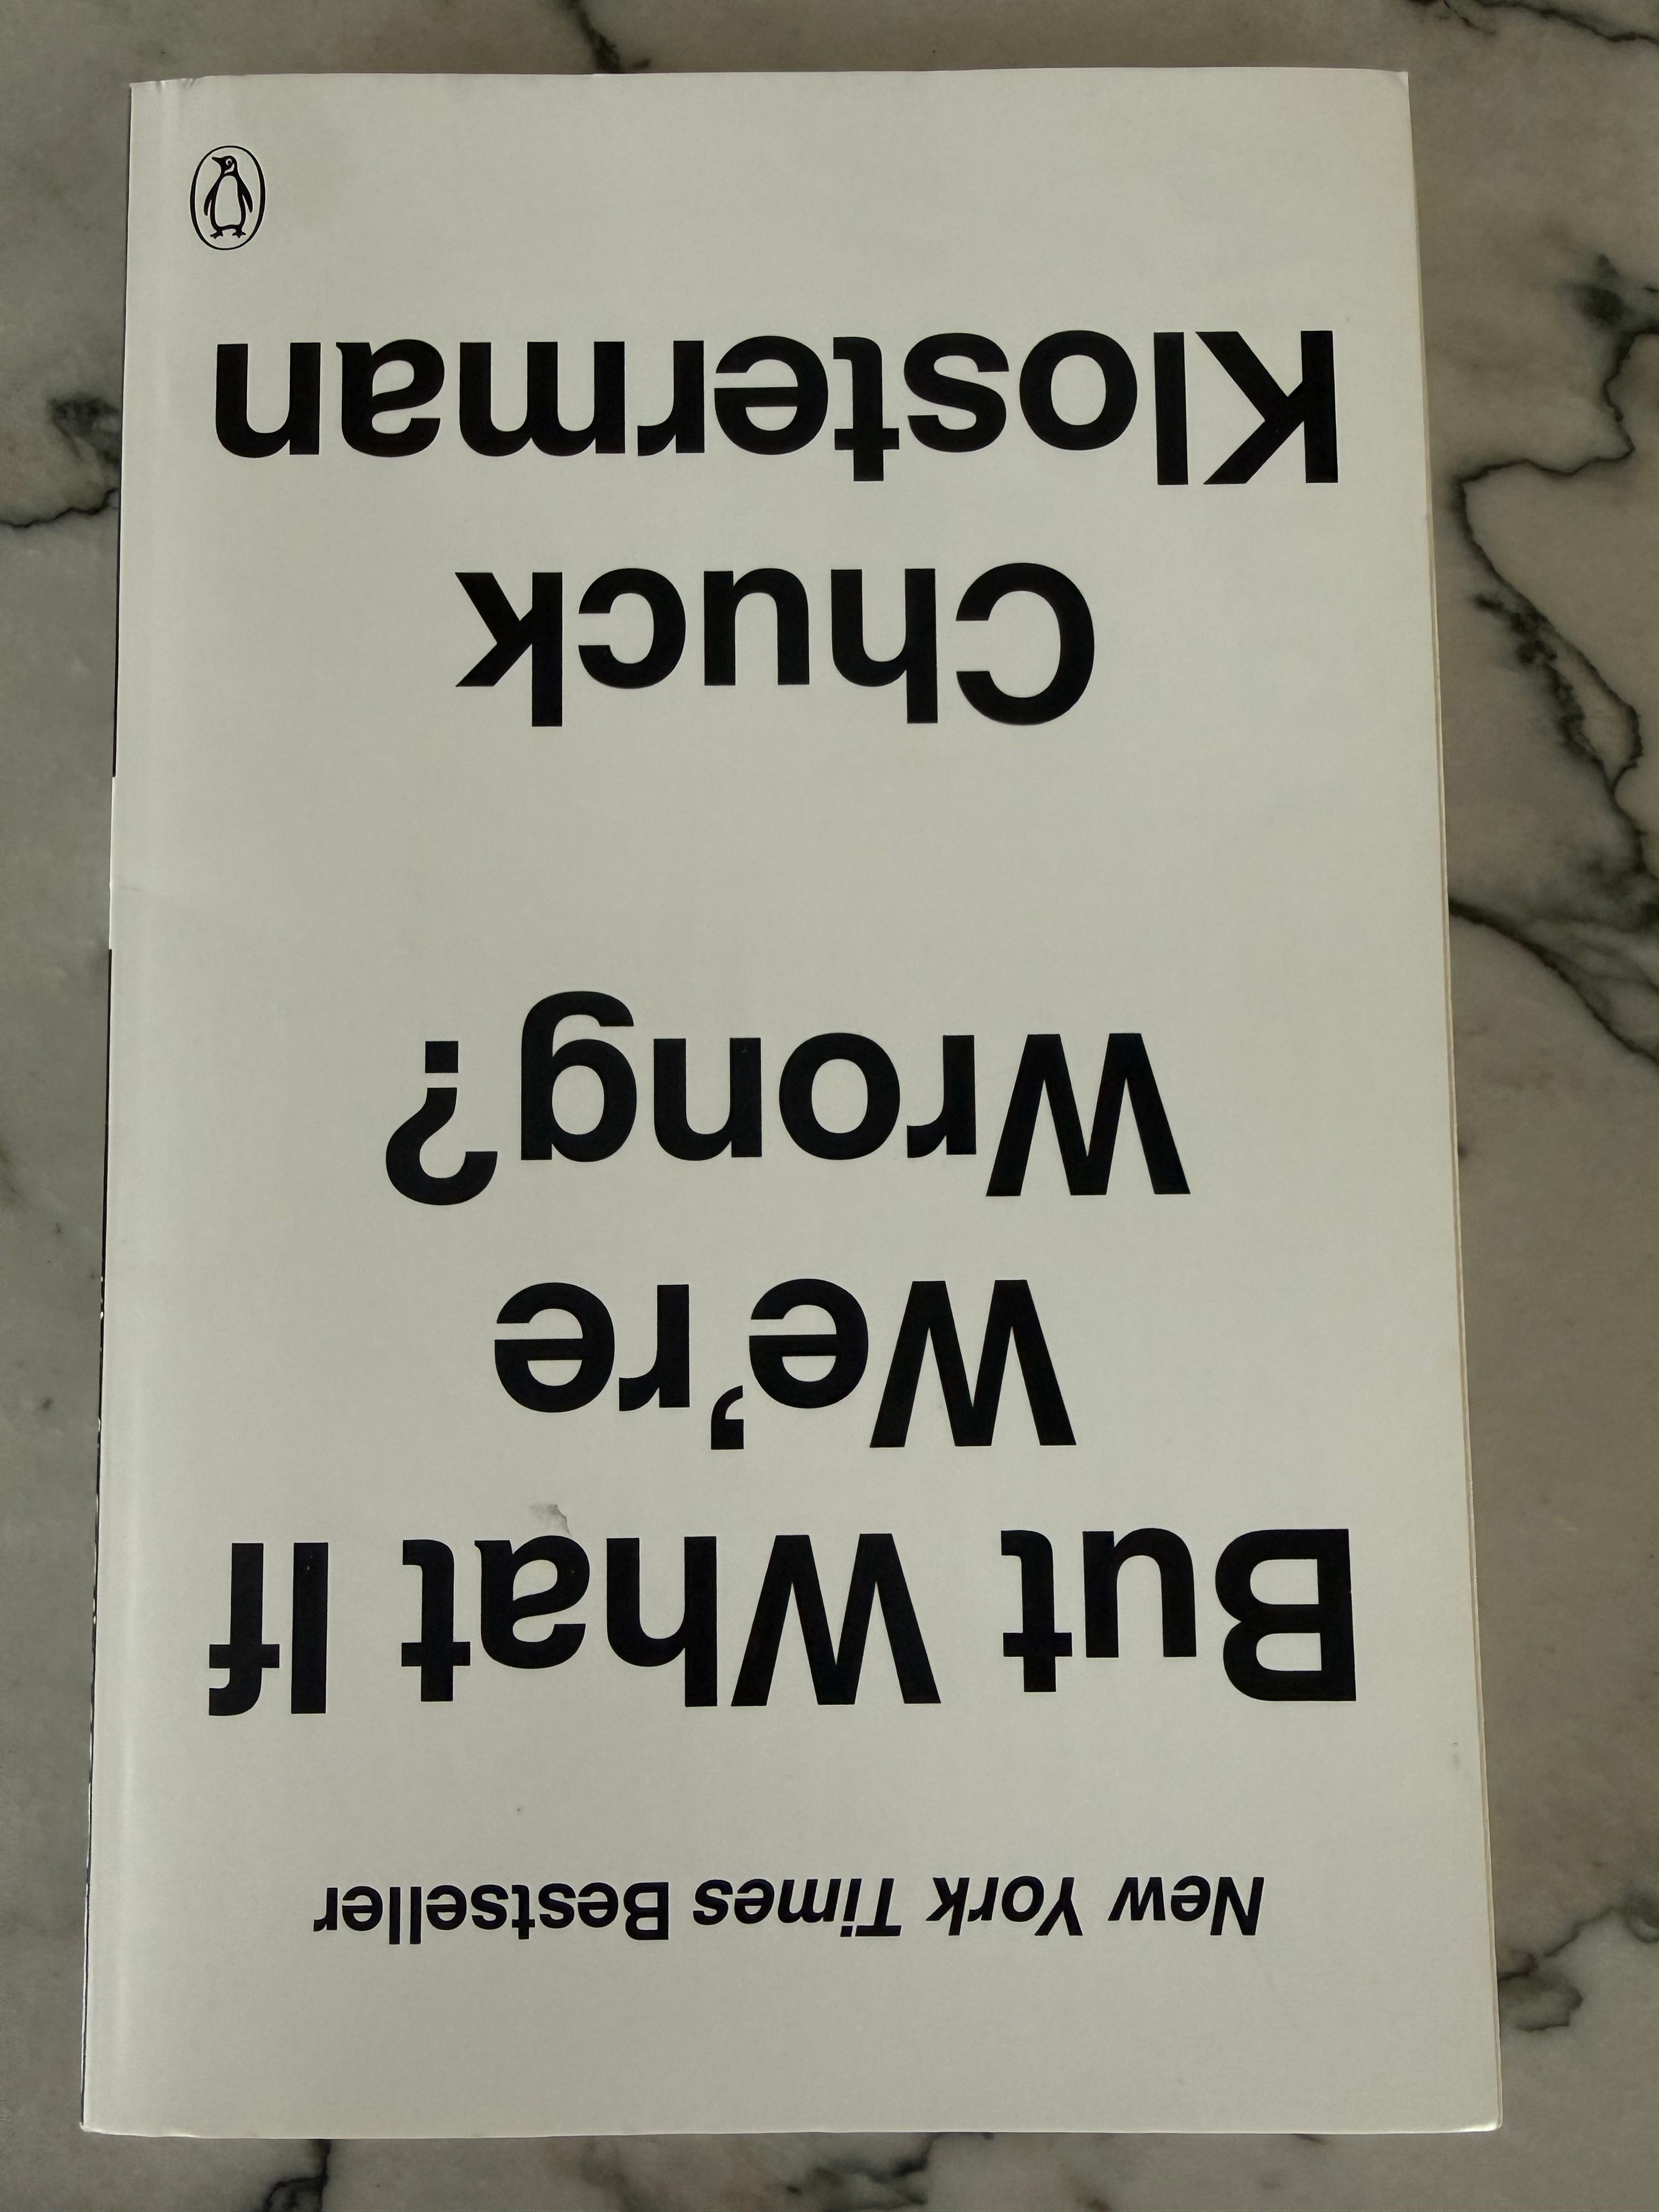 New York Times Bestseller
But What If
We're
Wrong?
Chuck
Klosterman